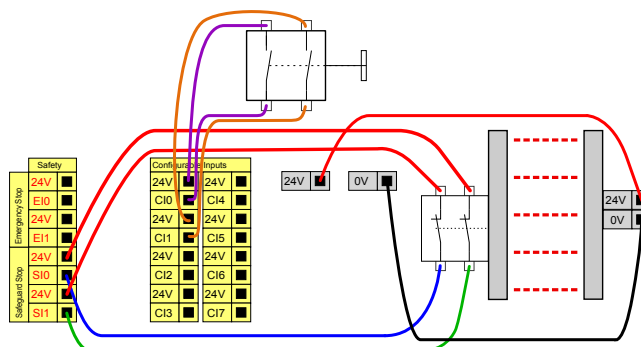 Safety
Emergency Stop
24V
EI0
24V
EI1
Safeguard Stop
24V
SI0
24V
SI1
Configurable Inputs
24V 24V
CI0 CI4
24V 24V
CI1 CI5
24V 24V
CI2 CI6
24V 24V
CI3 CI7
24V
0V
24V
0V